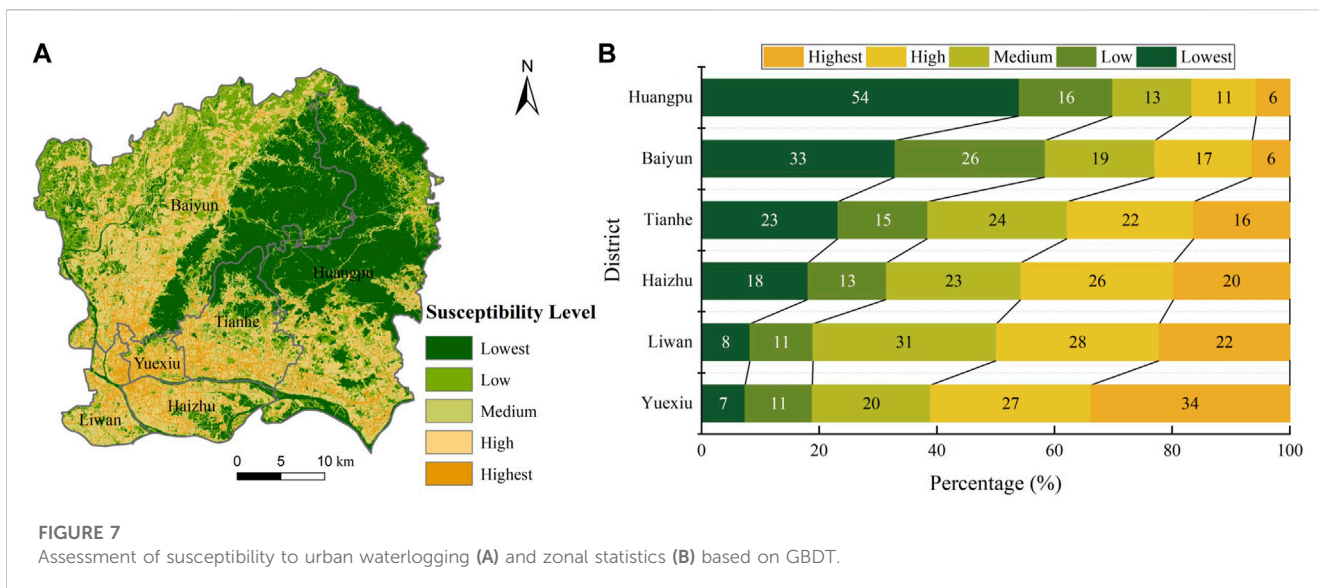 A
N
Baiyun
Huangpu
Tianhe
Yuexiu
Haizhu
Liwan
Susceptibility Level
Lowest
Low
Medium
High
Highest
0 5 10 km
B
Highest High Medium Low Lowest
District
Huangpu 54 16 13 11 6
Baiyun 33 26 19 17 6
Tianhe 23 15 24 22 16
Haizhu 18 13 23 26 20
Liwan 8 11 31 28 22
Yuexiu 7 11 20 27 34
0 20 40 60 80 100
Percentage (%)
FIGURE 7
Assessment of susceptibility to urban waterlogging (A) and zonal statistics (B) based on GBDT.